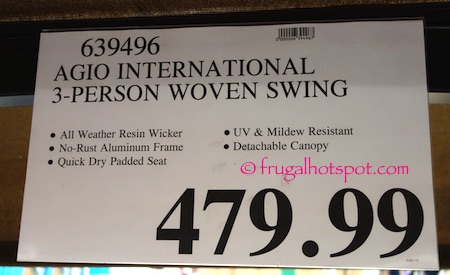 639496
AGIO INTERNATIONAL
3-PERSON WOVEN SWING
• All Weather Resin Wicker
• No-Rust Aluminum Frame
• Quick Dry Padded Seat
• UV & Mildew Resistant
• Detachable Canopy
© frugalhotspot.com
479.99